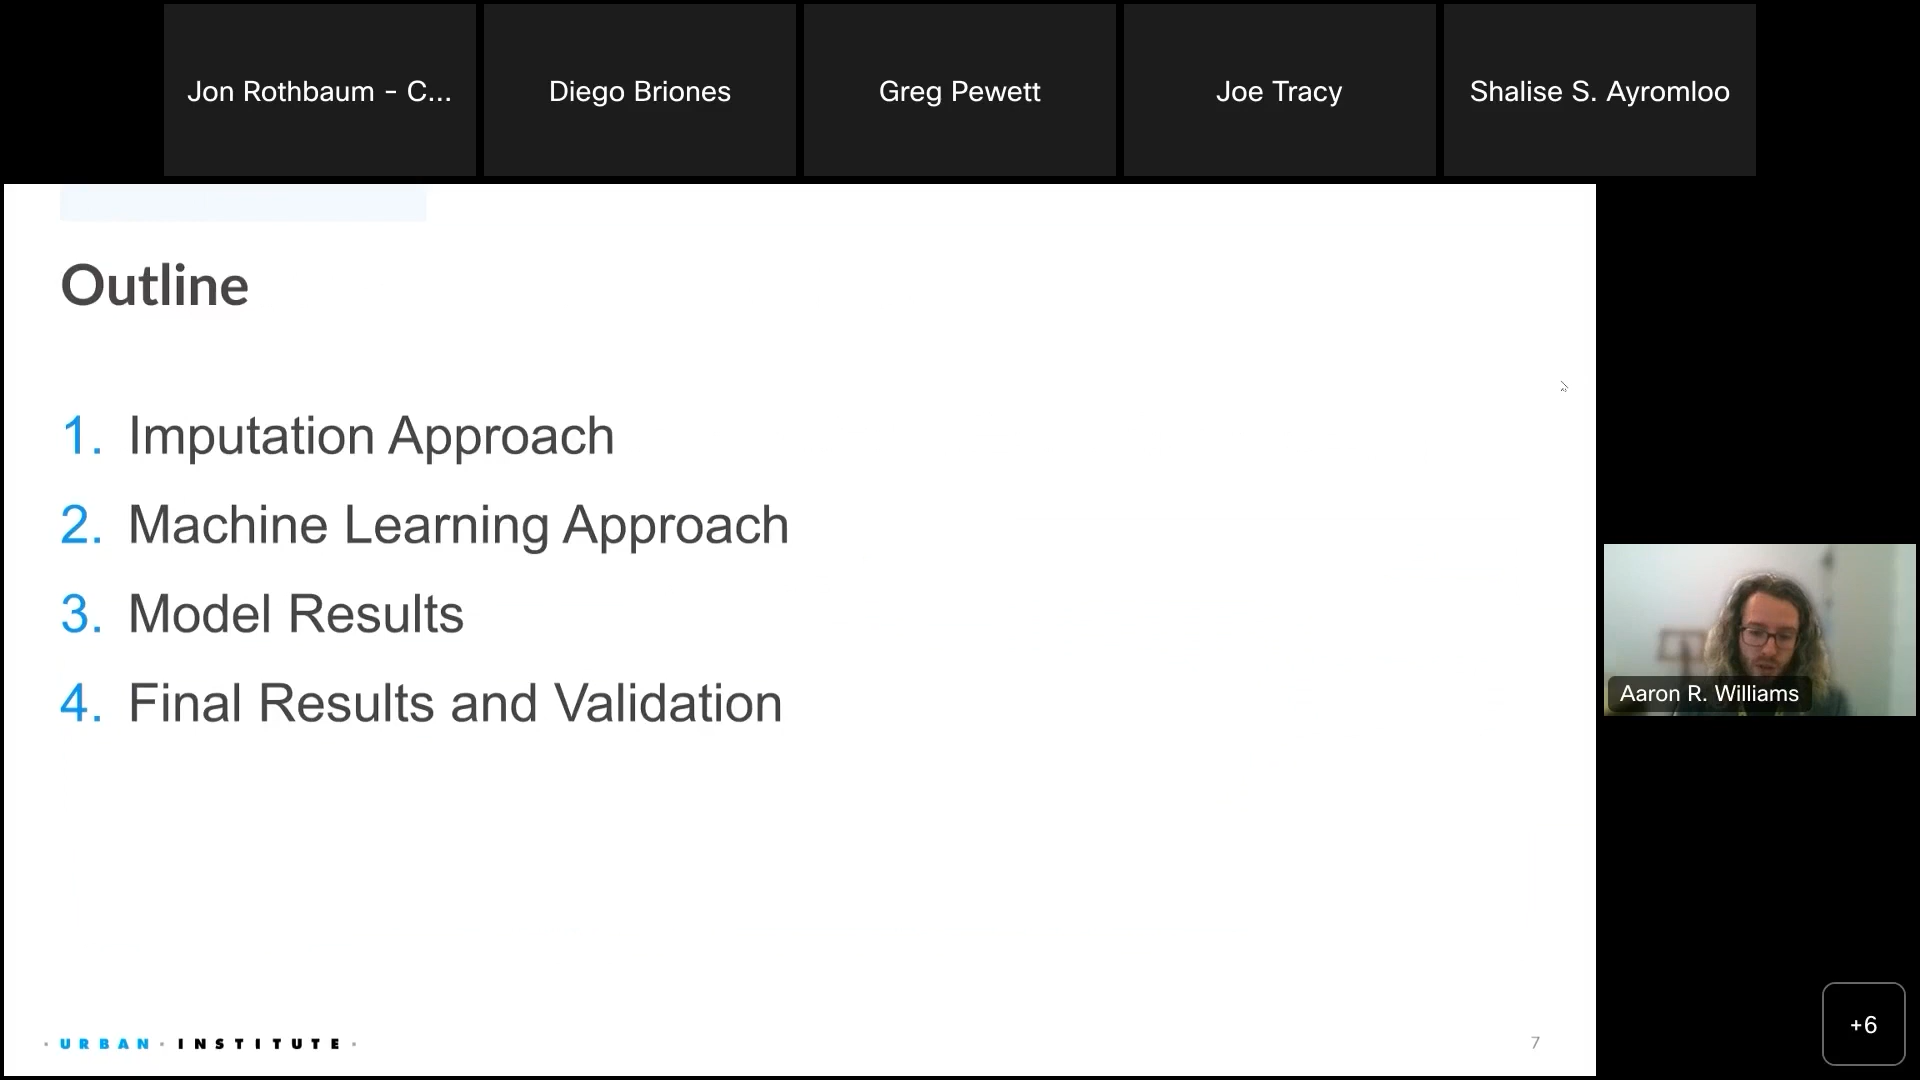 Jon Rothbaum - C...
Diego Briones
Greg Pewett
Joe Tracy
Shalise S. Ayromloo
Outline
1. Imputation Approach
2. Machine Learning Approach
3. Model Results
4. Final Results and Validation
Aaron R. Williams
· URBAN · INSTITUTE ·
7
+6